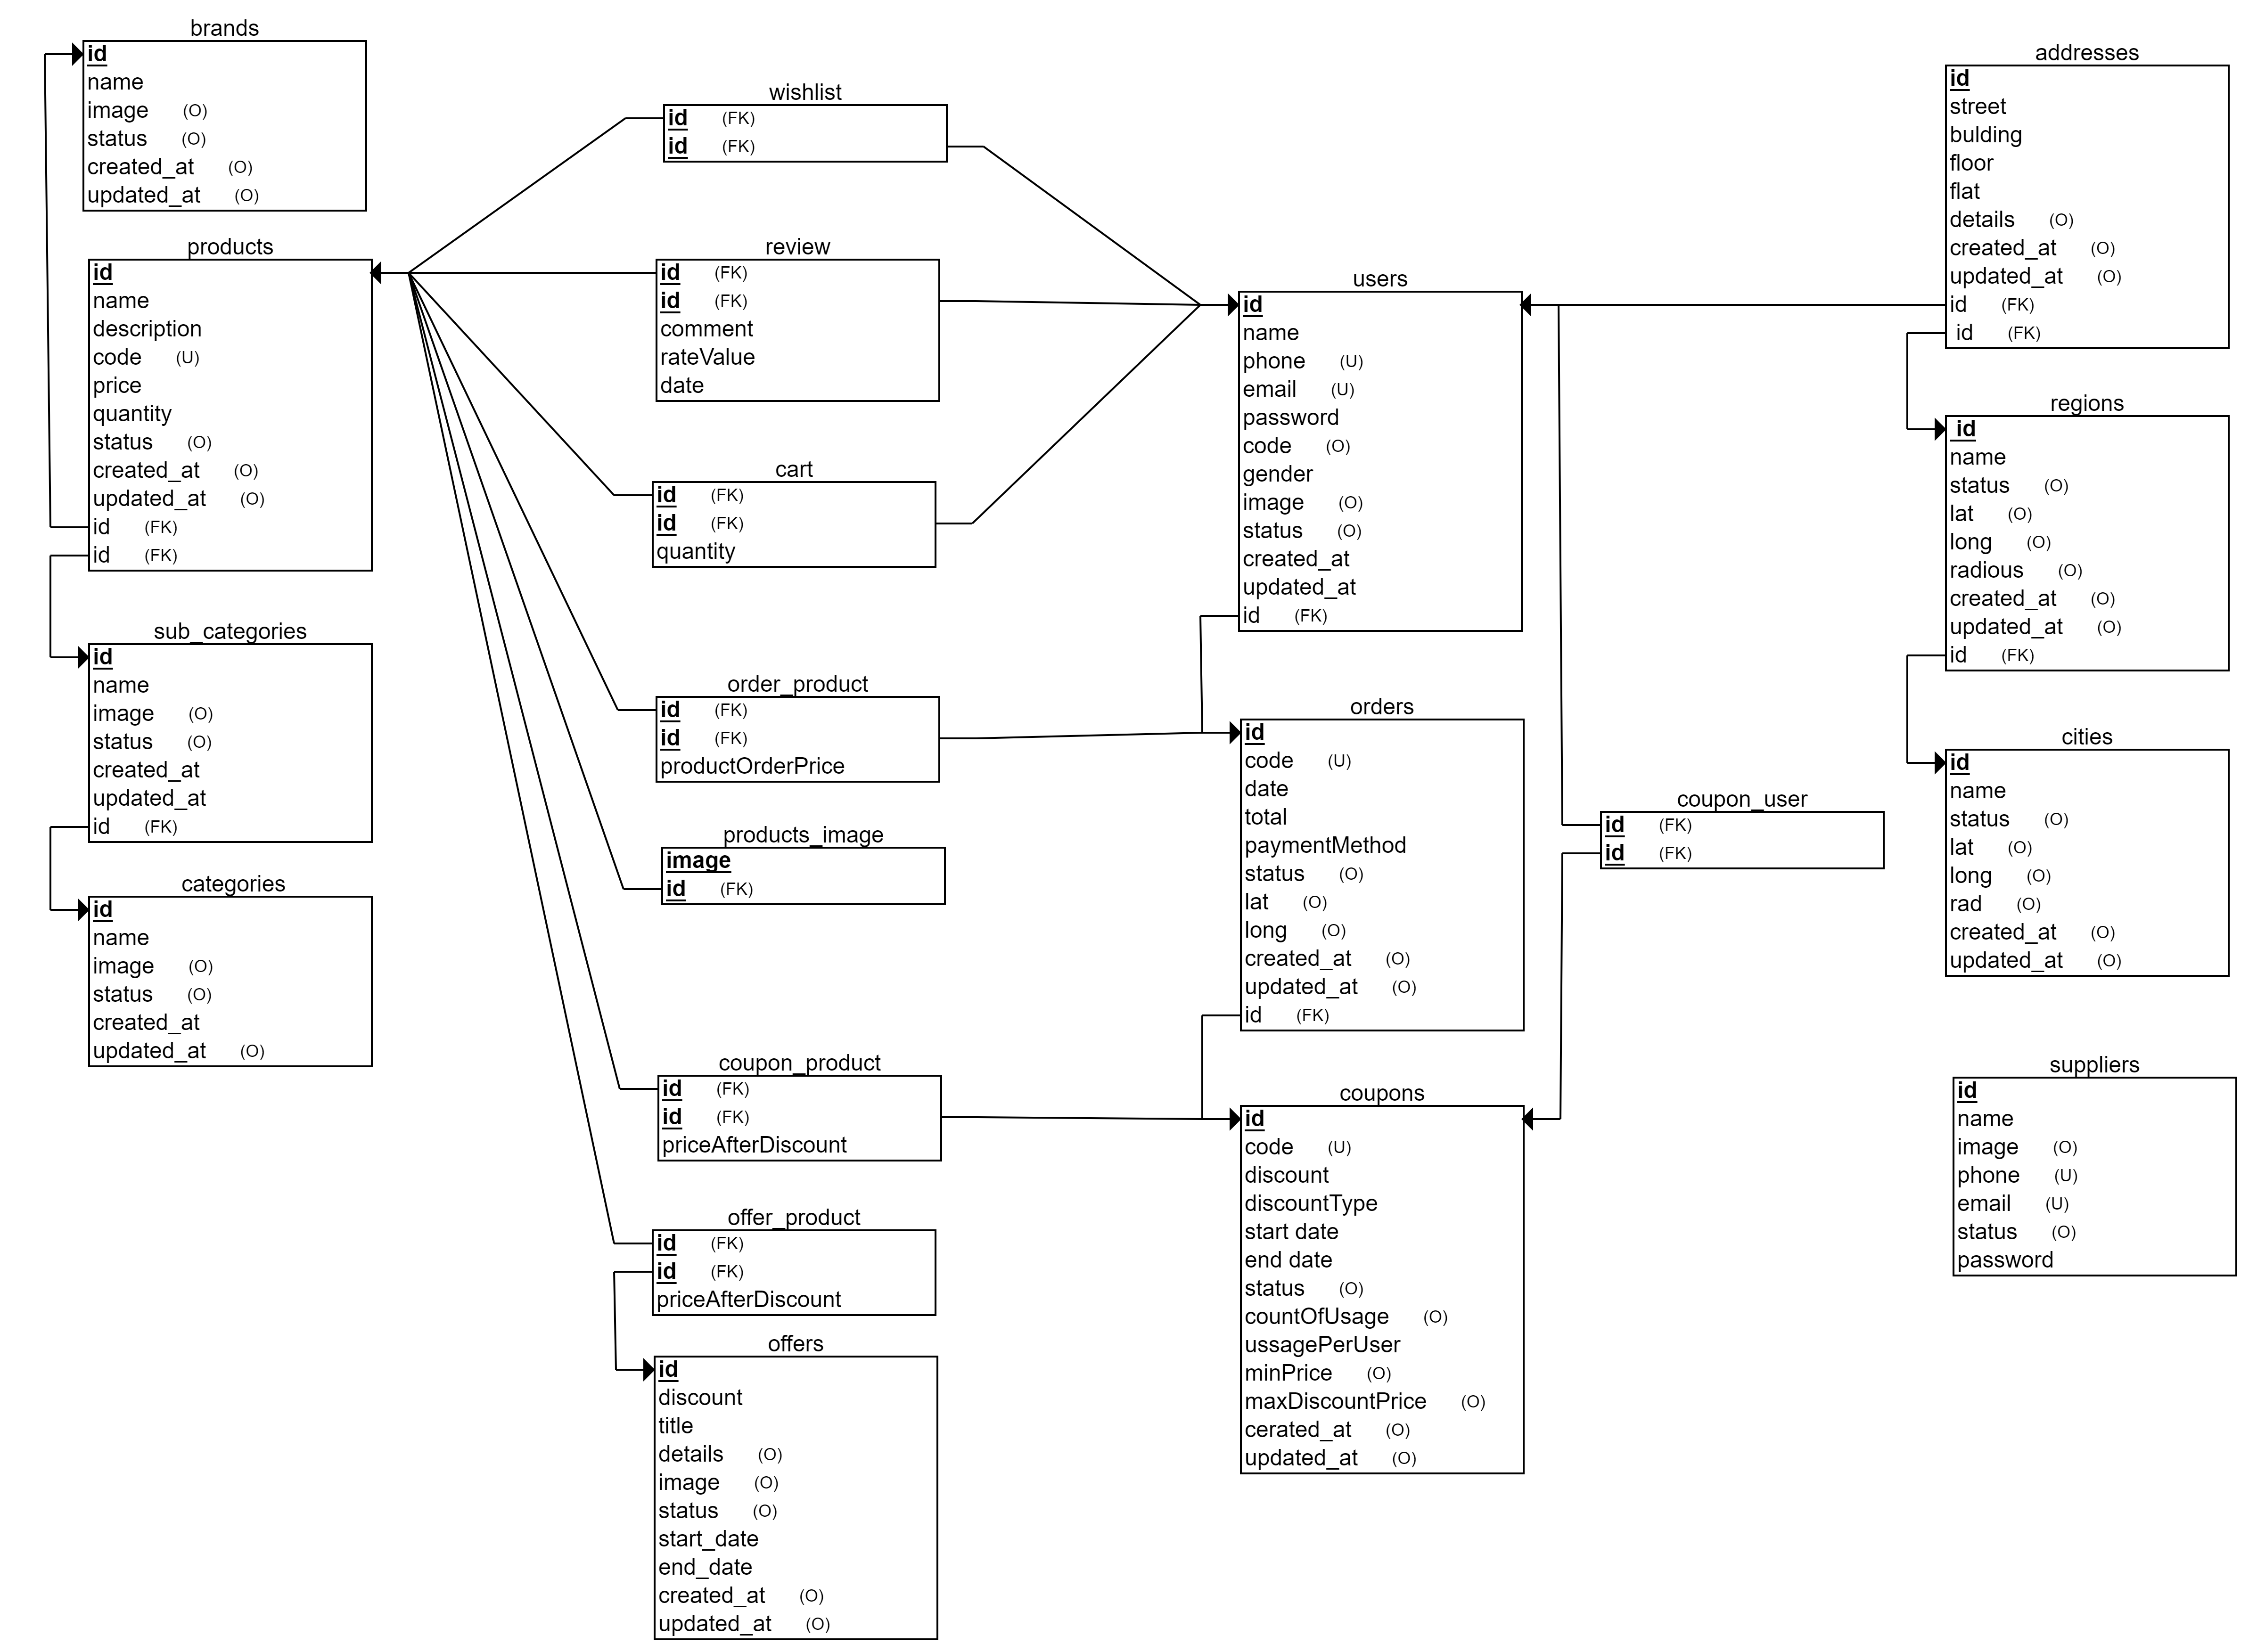 brands
id
name
image (O)
status (O)
created_at (O)
updated_at (O)
products
id
name
description
code (U)
price
quantity
status (O)
created_at (O)
updated_at (O)
id (FK)
id (FK)
sub_categories
id
name
image (O)
status (O)
created_at
updated_at
id (FK)
categories
id
name
image (O)
status (O)
created_at
updated_at (O)
wishlist
id (FK)
id (FK)
review
id (FK)
id (FK)
comment
rateValue
date
cart
id (FK)
id (FK)
quantity
order_product
id (FK)
id (FK)
productOrderPrice
products_image
image
id (FK)
coupon_product
id (FK)
id (FK)
priceAfterDiscount
offer_product
id (FK)
id (FK)
priceAfterDiscount
offers
id
discount
title
details (O)
image (O)
status (O)
start_date
end_date
created_at (O)
updated_at (O)
users
id
name
phone (U)
email (U)
password
code (O)
gender
image (O)
status (O)
created_at
updated_at
id (FK)
orders
id
code (U)
date
total
paymentMethod
status (O)
lat (O)
long (O)
created_at (O)
updated_at (O)
id (FK)
coupons
id
code (U)
discount
discountType
start date
end date
status (O)
countOfUsage (O)
ussagePerUser
minPrice (O)
maxDiscountPrice (O)
cerated_at (O)
updated_at (O)
coupon_user
id (FK)
id (FK)
addresses
id
street
bulding
floor
flat
details (O)
created_at (O)
updated_at (O)
id (FK)
id (FK)
regions
id
name
status (O)
lat (O)
long (O)
radious (O)
created_at (O)
updated_at (O)
id (FK)
cities
id
name
status (O)
lat (O)
long (O)
rad (O)
created_at (O)
updated_at (O)
suppliers
id
name
image (O)
phone (U)
email (U)
status (O)
password